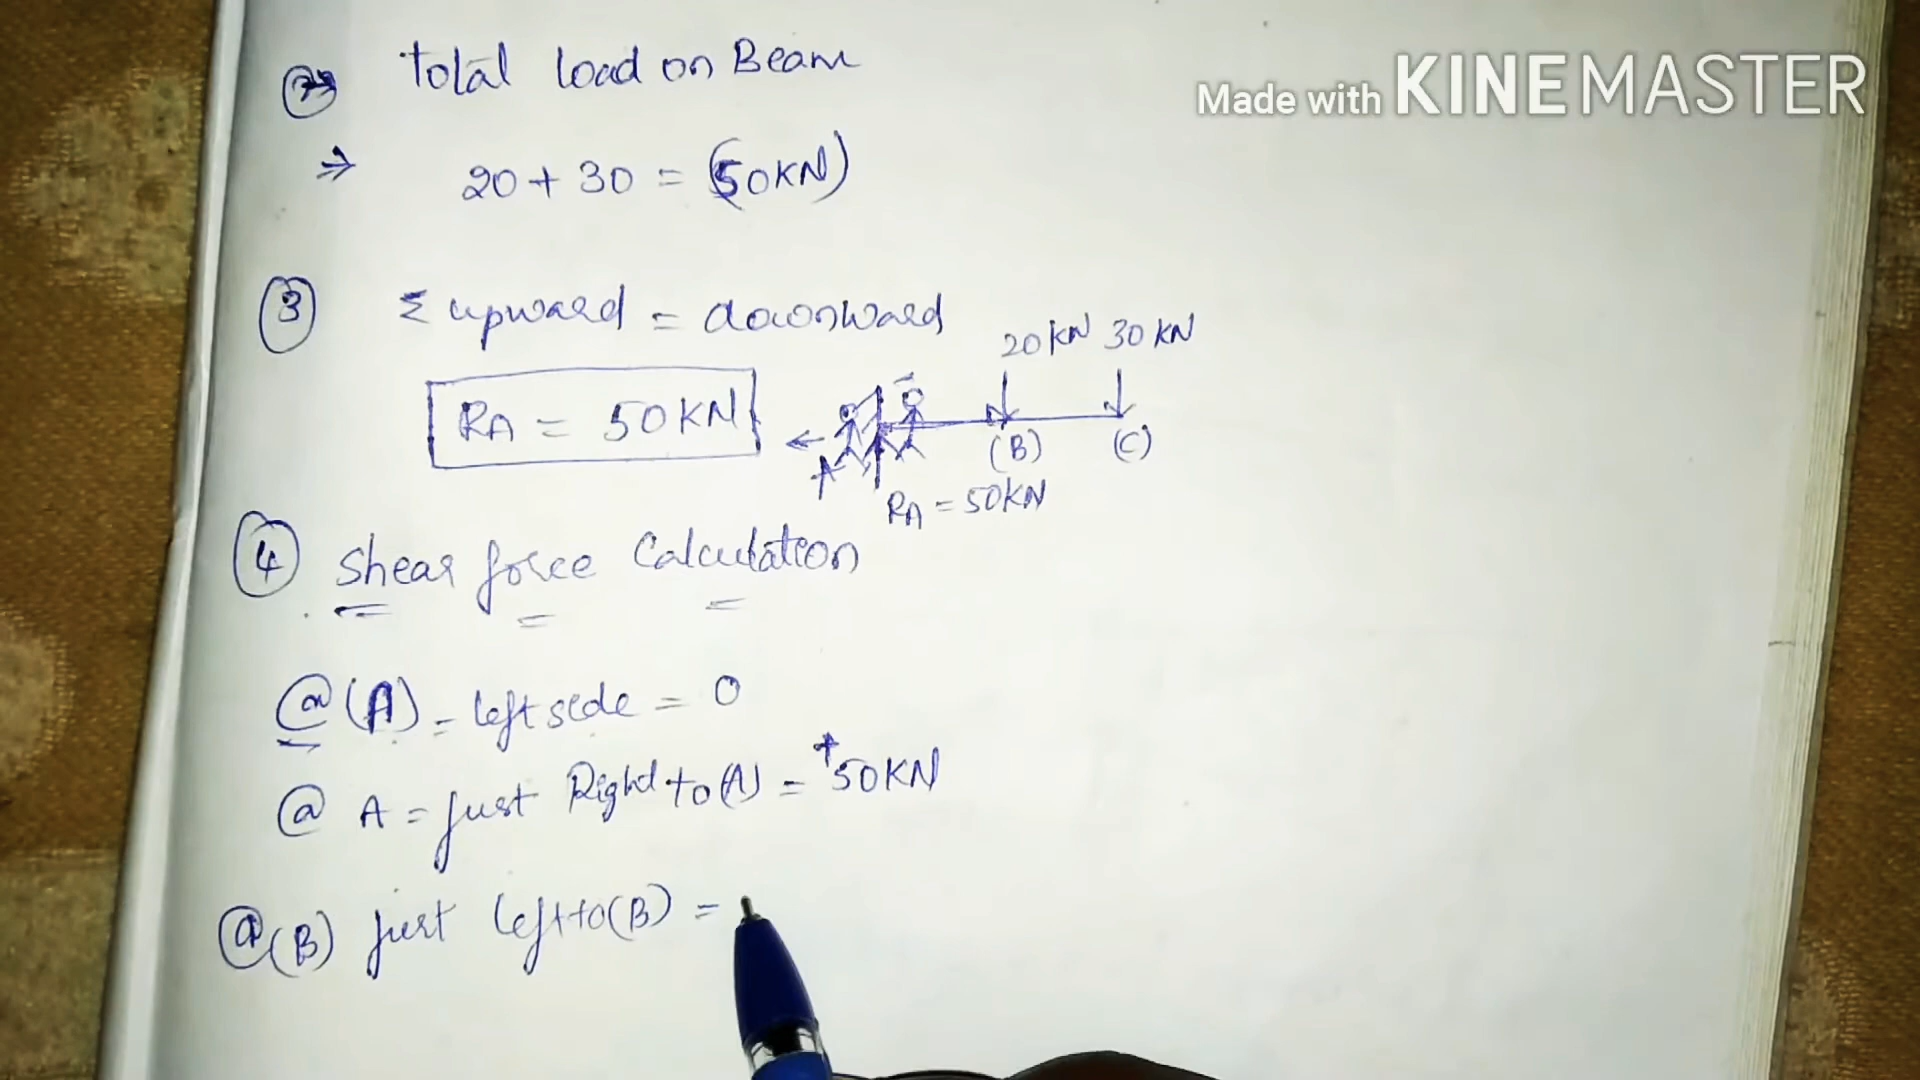 ② Total load on Beam
Made with KINEMASTER
⇒ 20 + 30 = (50KN)
③ Σ upward = downward
20 KN 30 KN
RA = 50KN
(B) (C)
RA = 50KN
④ Shear force Calculation
@(A) = left side = 0
@ A = just Right to (A) = +50KN
@(B) just left to (B) =